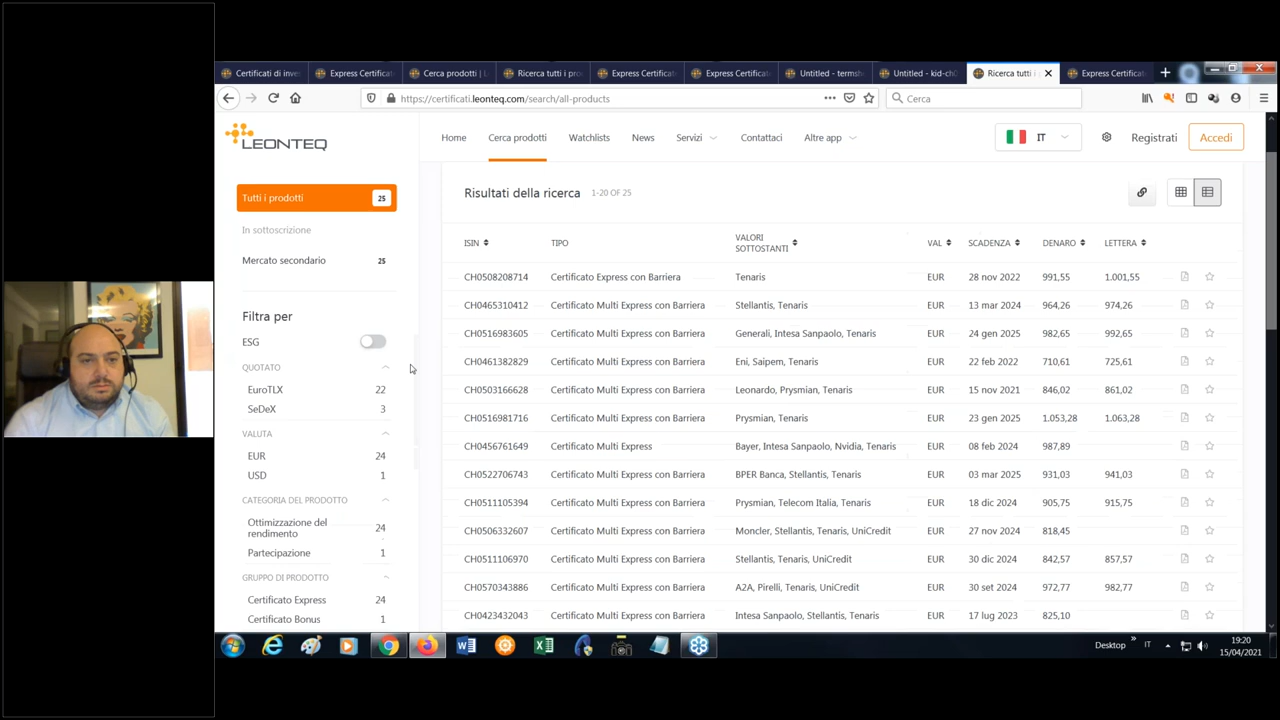 Certificati di inve
Express Certificat
Cerca prodotti | L
Ricerca tutti i pro
Express Certificat
Express Certificat
Untitled - termsh
Untitled - kid-ch0
Ricerca tutti i
Express Certificat
https://certificati.leonteq.com/search/all-products
Cerca
LEONTEQ
Home
Cerca prodotti
Watchlists
News
Servizi
Contattaci
Altre app
IT
Registrati
Accedi
Tutti i prodotti 25
In sottoscrizione
Mercato secondario 25
Filtra per
ESG
QUOTATO
EuroTLX 22
SeDeX 3
VALUTA
EUR 24
USD 1
CATEGORIA DEL PRODOTTO
Ottimizzazione del
rendimento 24
Partecipazione 1
GRUPPO DI PRODOTTO
Certificato Express 24
Certificato Bonus 1
Risultati della ricerca 1-20 OF 25
ISIN TIPO VALORI SOTTOSTANTI VAL SCADENZA DENARO LETTERA
CH0508208714 Certificato Express con Barriera Tenaris EUR 28 nov 2022 991,55 1.001,55
CH0465310412 Certificato Multi Express con Barriera Stellantis, Tenaris EUR 13 mar 2024 964,26 974,26
CH0516983605 Certificato Multi Express con Barriera Generali, Intesa Sanpaolo, Tenaris EUR 24 gen 2025 982,65 992,65
CH0461382829 Certificato Multi Express con Barriera Eni, Saipem, Tenaris EUR 22 feb 2022 710,61 725,61
CH0503166628 Certificato Multi Express con Barriera Leonardo, Prysmian, Tenaris EUR 15 nov 2021 846,02 861,02
CH0516981716 Certificato Multi Express con Barriera Prysmian, Tenaris EUR 23 gen 2025 1.053,28 1.063,28
CH0456761649 Certificato Multi Express Bayer, Intesa Sanpaolo, Nvidia, Tenaris EUR 08 feb 2024 987,89
CH0522706743 Certificato Multi Express con Barriera BPER Banca, Stellantis, Tenaris EUR 03 mar 2025 931,03 941,03
CH0511105394 Certificato Multi Express con Barriera Prysmian, Telecom Italia, Tenaris EUR 18 dic 2024 905,75 915,75
CH0506332607 Certificato Multi Express con Barriera Moncler, Stellantis, Tenaris, UniCredit EUR 27 nov 2024 818,45
CH0511106970 Certificato Multi Express con Barriera Stellantis, Tenaris, UniCredit EUR 30 dic 2024 842,57 857,57
CH0570343886 Certificato Multi Express con Barriera A2A, Pirelli, Tenaris, UniCredit EUR 30 set 2024 972,77 982,77
CH0423432043 Certificato Multi Express con Barriera Intesa Sanpaolo, Stellantis, Tenaris EUR 17 lug 2023 825,10
Desktop
IT
19:20
15/04/2021